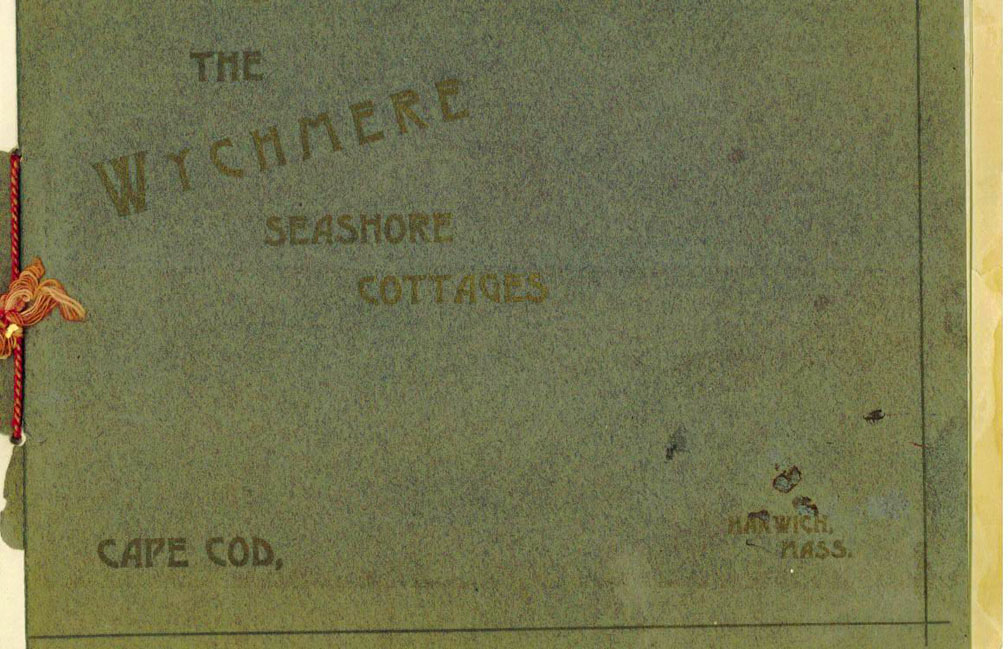 THE
WYCHMERE
SEASHORE
COTTAGES
CAPE COD,
HARWICH,
MASS.